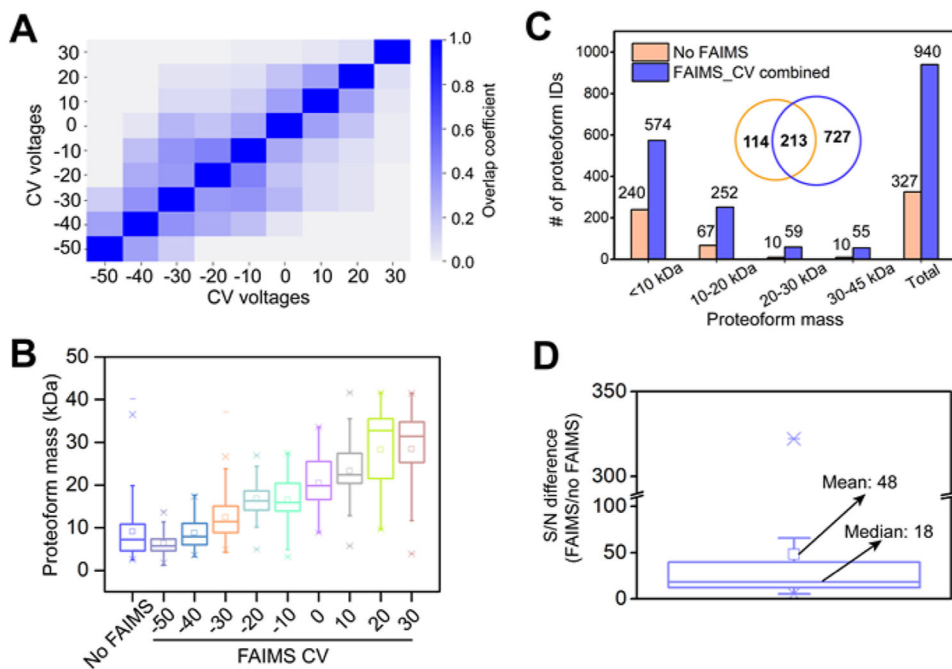 A
30
20
10
0
-10
-20
-30
-40
-50
CV voltages
-50 -40 -30 -20 -10 0 10 20 30
CV voltages
1.0
0.8
0.6
0.4
0.2
0.0
Overlap coefficient
B
50
40
30
20
10
0
Proteoform mass (kDa)
No FAIMS -50 -40 -30 -20 -10 0 10 20 30
FAIMS CV
C
No FAIMS
FAIMS_CV combined
1000
800
600
400
200
0
# of proteoform IDs
240 574
67 252
10 59
10 55
327 940
114 213 727
<10 kDa 10-20 kDa 20-30 kDa 30-45 kDa Total
Proteoform mass
D
350
300
100
50
0
S/N difference
(FAIMS/no FAIMS)
Mean: 48
Median: 18